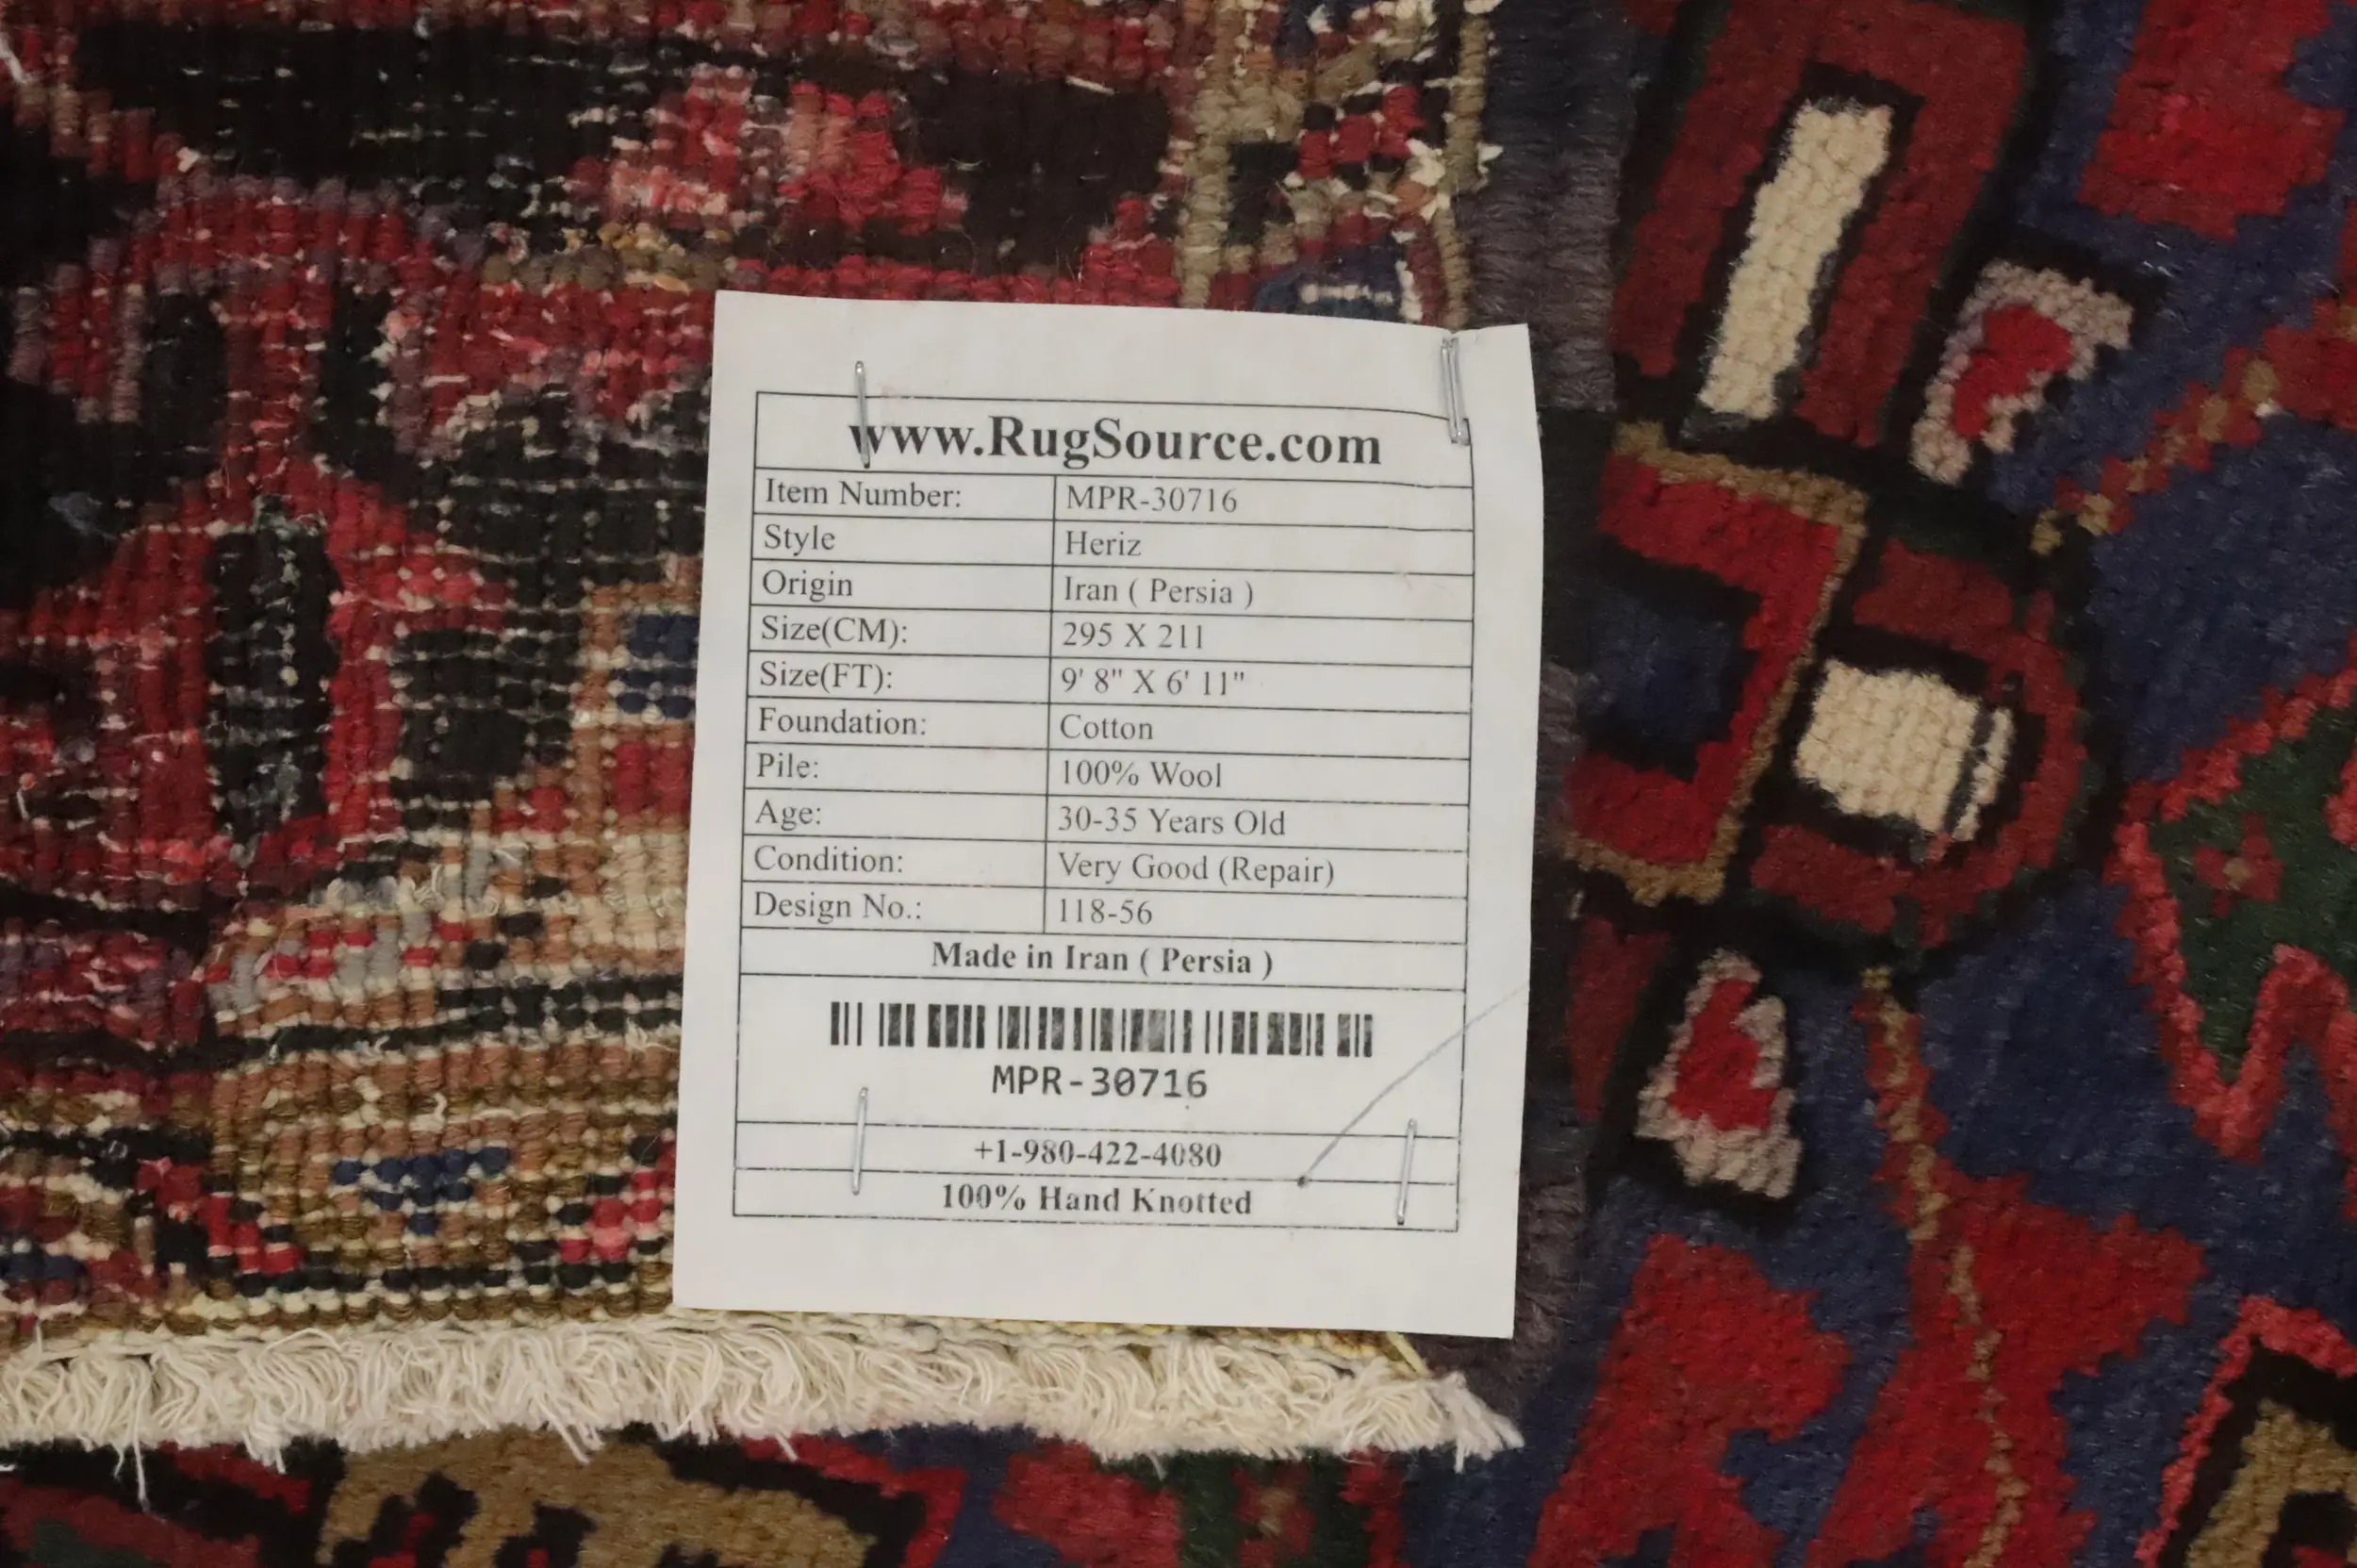 www.RugSource.com
Item Number: MPR-30716
Style Heriz
Origin Iran ( Persia )
Size(CM): 295 X 211
Size(FT): 9' 8" X 6' 11"
Foundation: Cotton
Pile: 100% Wool
Age: 30-35 Years Old
Condition: Very Good (Repair)
Design No.: 118-56
Made in Iran ( Persia )
MPR-30716
+1-980-422-4080
100% Hand Knotted